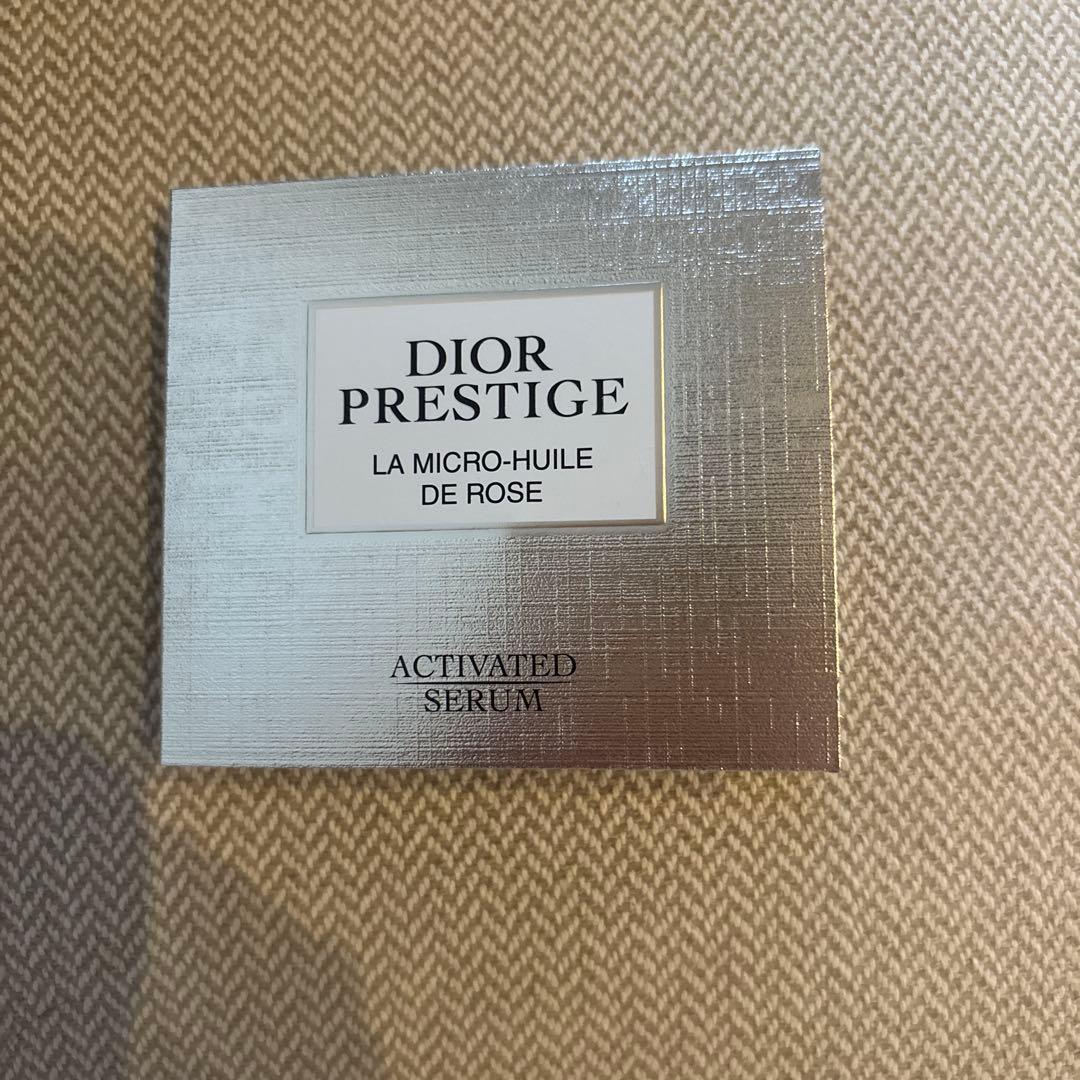 DIOR
PRESTIGE
LA MICRO-HUILE
DE ROSE
ACTIVATED
SERUM